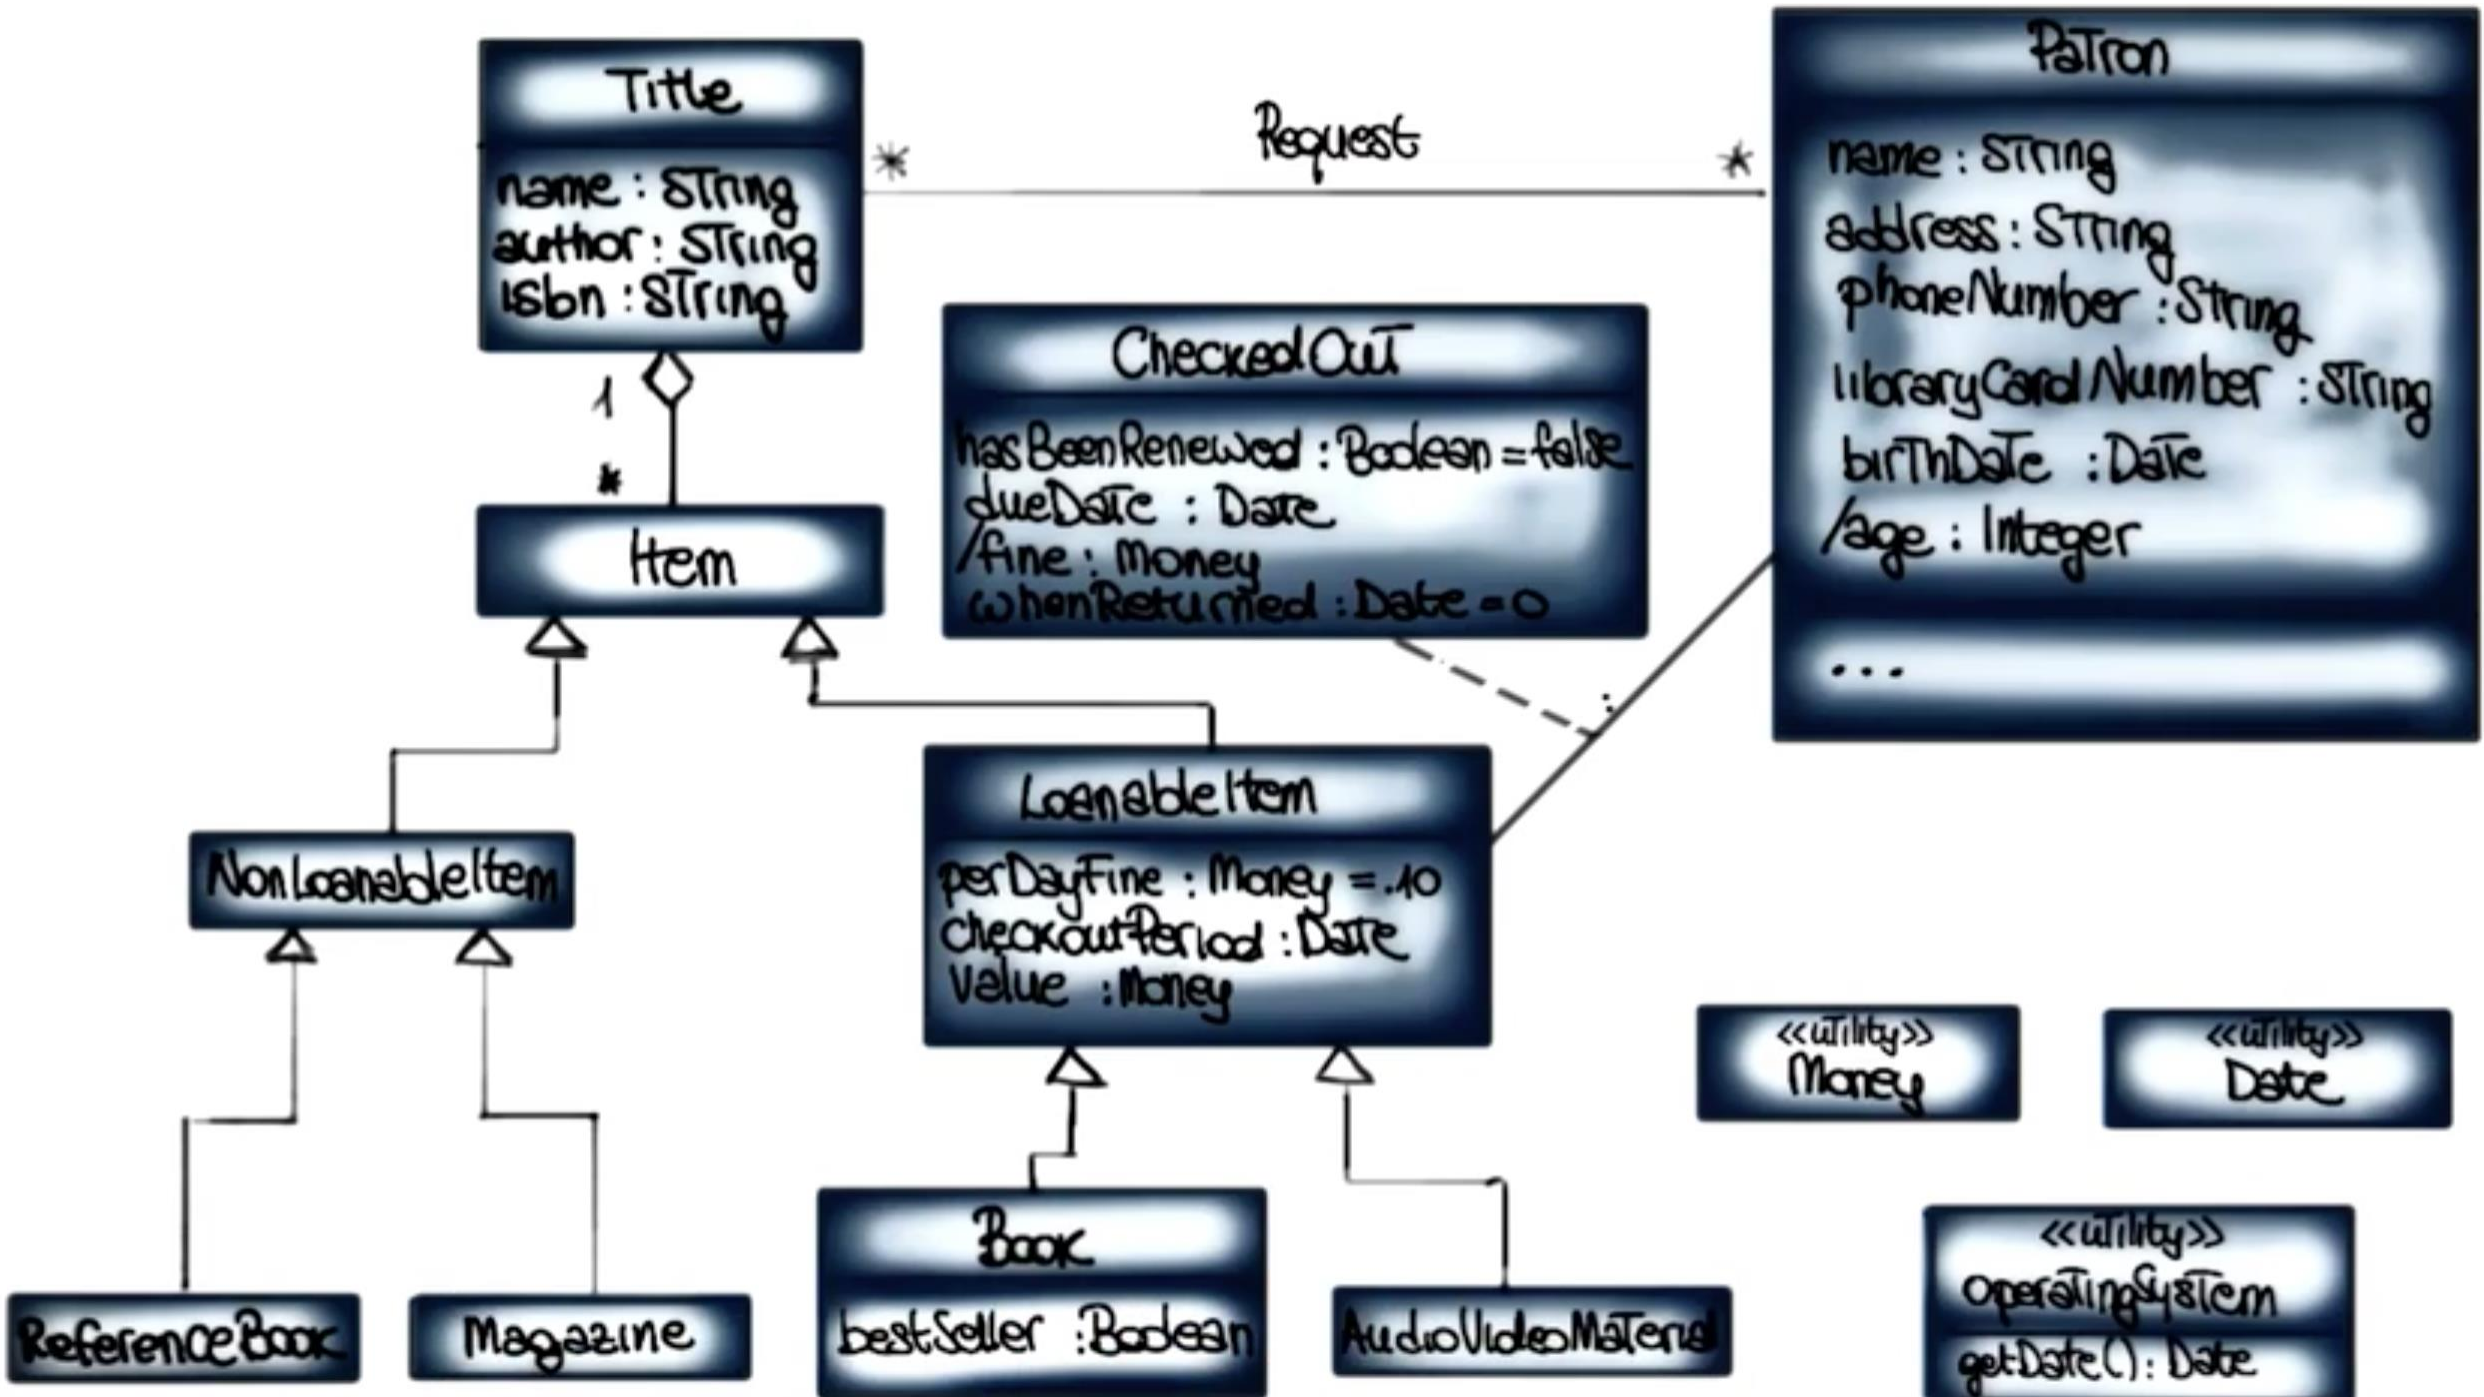 Title
name : String
author : String
isbn : String
1
*
Request
*
*
Patron
name : String
address : String
phoneNumber : String
libraryCardNumber : String
birthDate : Date
/age : Integer
...
CheckedOut
hasBeenRenewed : Boolean = false
dueDate : Date
/fine : Money
whenReturned : Date = 0
Item
NonLoanableItem
LoanableItem
perDayFine : Money = .10
checkoutPeriod : Date
value : Money
ReferenceBook
Magazine
Book
bestSeller : Boolean
AudioVideoMaterial
<<utility>>
Money
<<utility>>
Date
<<utility>>
OperatingSystem
getDate() : Date